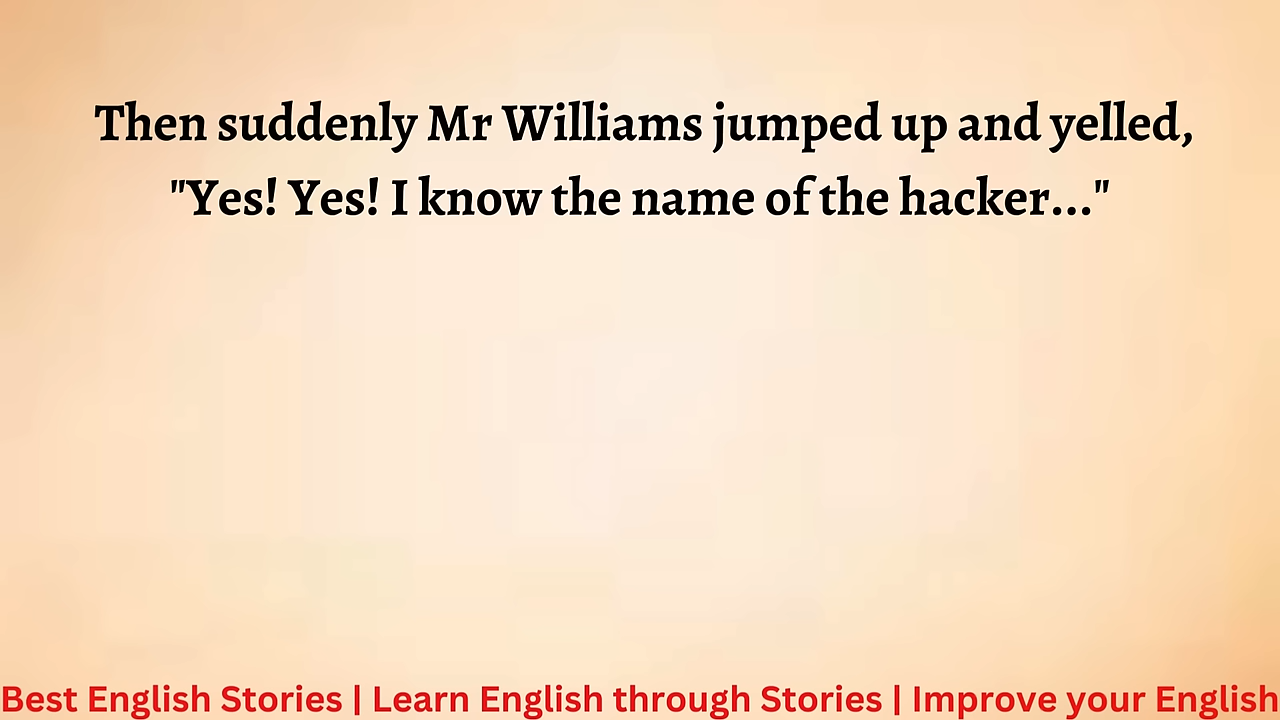 Then suddenly Mr Williams jumped up and yelled,
"Yes! Yes! I know the name of the hacker..."
Best English Stories | Learn English through Stories | Improve your English